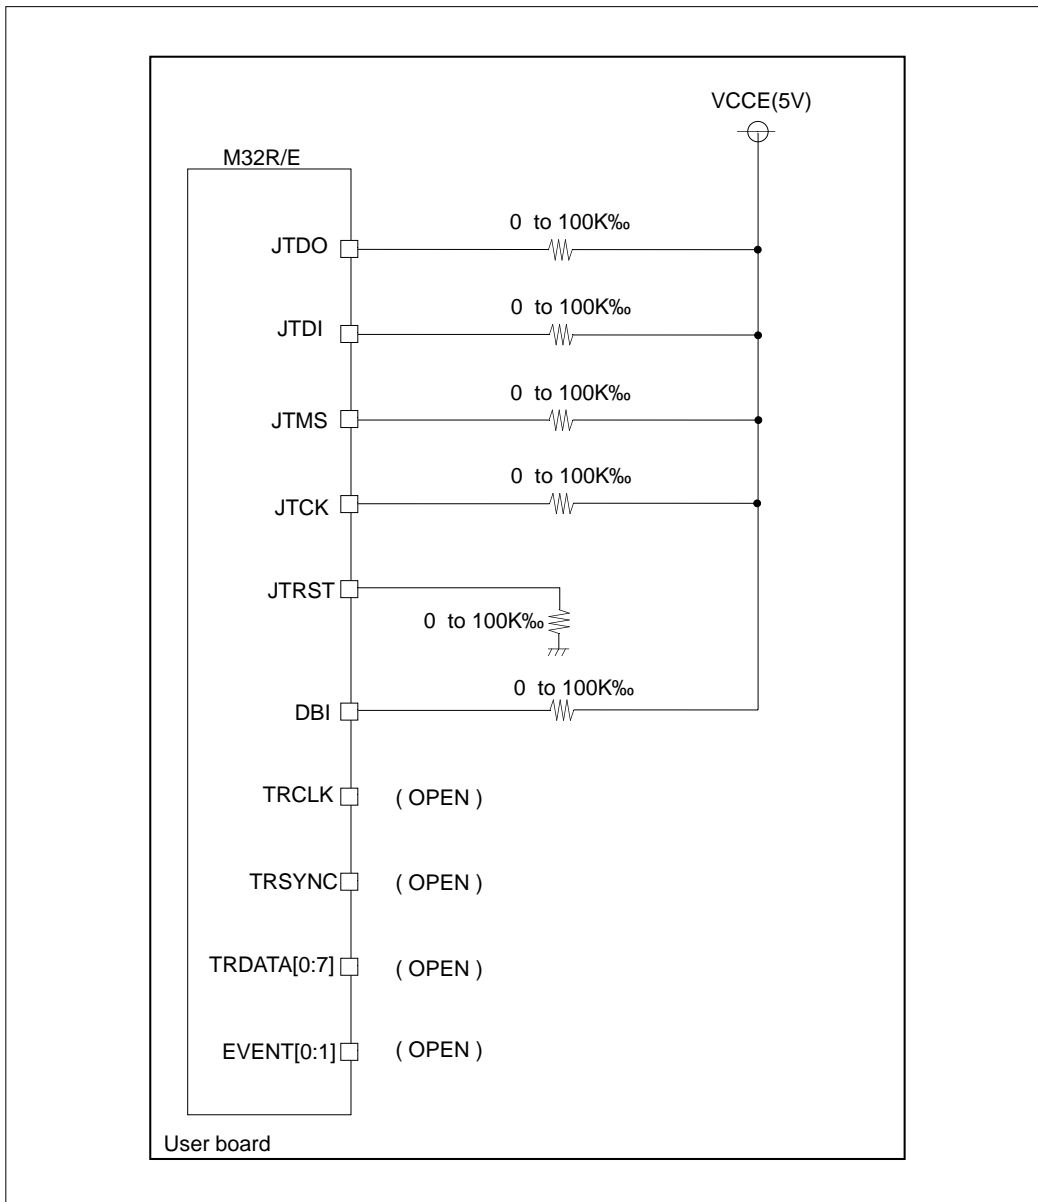 VCCE(5V)
M32R/E
JTDO
0 to 100K‰
JTDI
0 to 100K‰
JTMS
0 to 100K‰
JTCK
0 to 100K‰
JTRST
0 to 100K‰
DBI
0 to 100K‰
TRCLK
( OPEN )
TRSYNC
( OPEN )
TRDATA[0:7]
( OPEN )
EVENT[0:1]
( OPEN )
User board